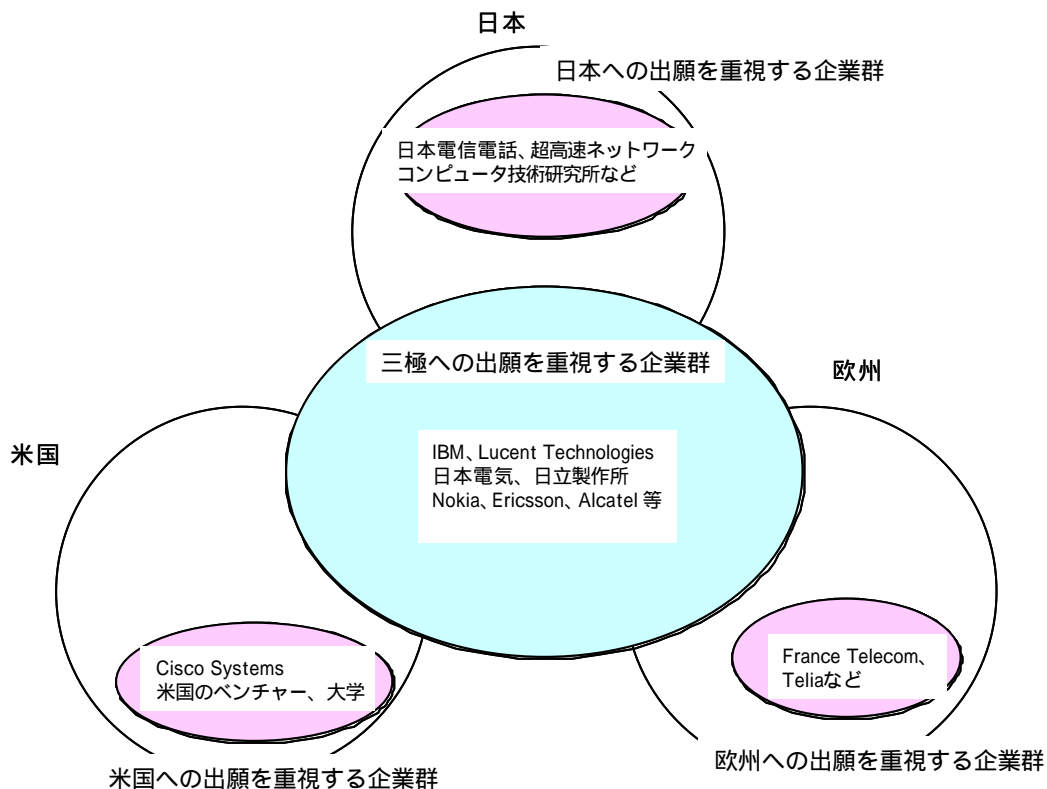 日本
日本への出願を重視する企業群
日本電信電話、超高速ネットワーク
コンピュータ技術研究所など
三極への出願を重視する企業群
欧州
米国
IBM、Lucent Technologies
日本電気、日立製作所
Nokia、Ericsson、Alcatel 等
Cisco Systems
米国のベンチャー、大学
France Telecom、
Teliaなど
欧州への出願を重視する企業群
米国への出願を重視する企業群